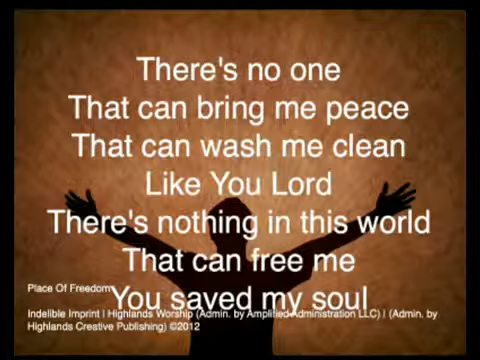 There's no one
That can bring me peace
That can wash me clean
Like You Lord
There's nothing in this world
That can free me
Place Of Freedom
You saved my soul
Indelible Imprint | Highlands Worship (Admin. by Amplified Administration LLC) | (Admin. by
Highlands Creative Publishing) ©2012